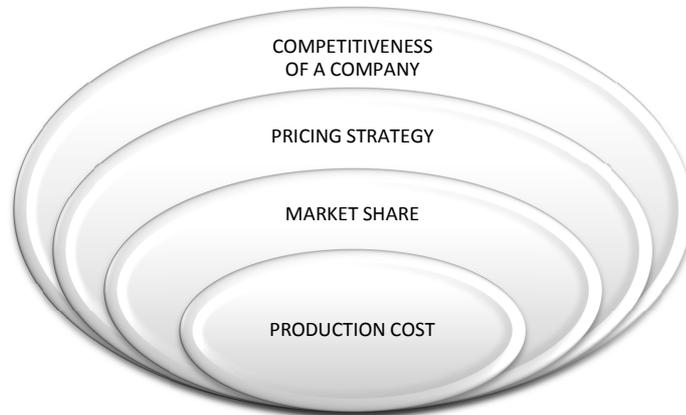 COMPETITIVENESS
OF A COMPANY
PRICING STRATEGY
MARKET SHARE
PRODUCTION COST